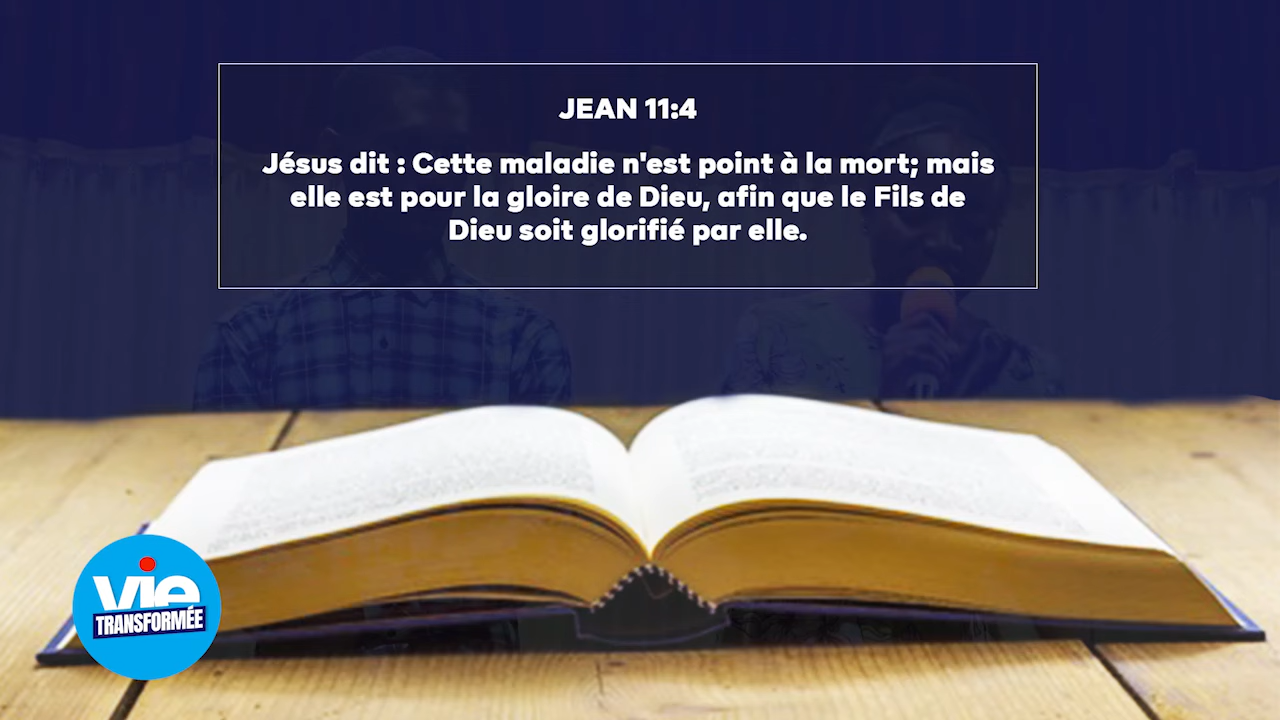 JEAN 11:4
Jésus dit : Cette maladie n'est point à la mort; mais
elle est pour la gloire de Dieu, afin que le Fils de
Dieu soit glorifié par elle.
vie
TRANSFORMÉE